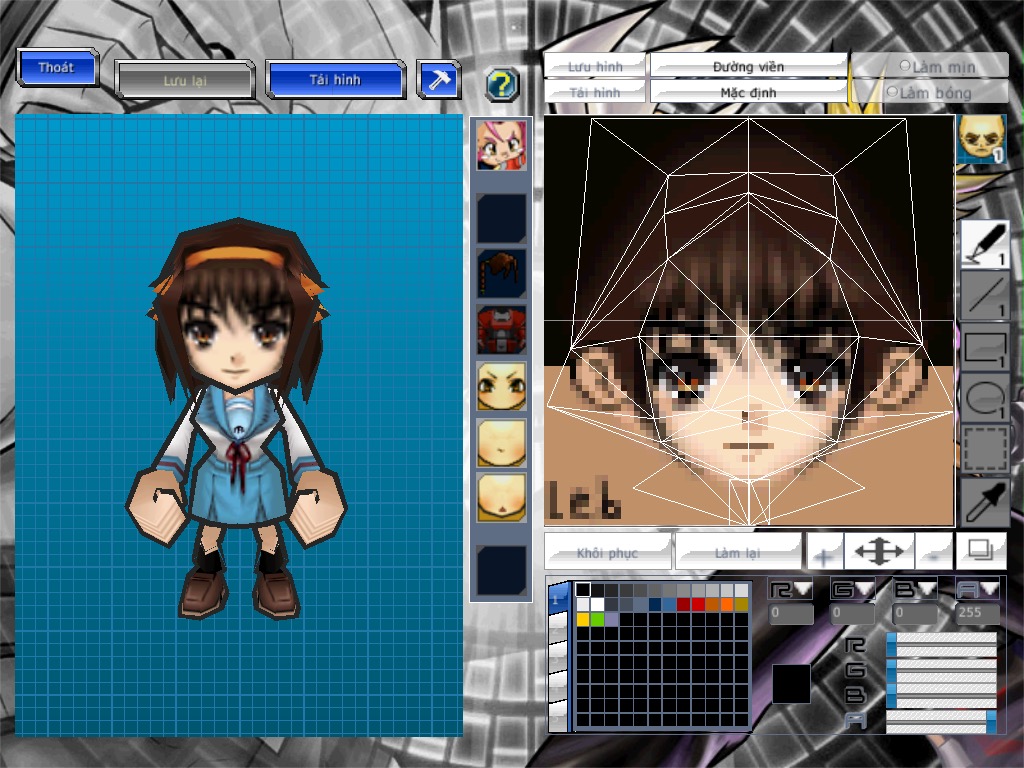 Thoát
Lưu lại
Tải hình
?
Lưu hình
Đường viền
Làm mịn
Tải hình
Mặc định
Làm bóng
1
1
1
1
1
1
Leb
Khôi phục
Làm lại
+
-
1
R
G
B
A
0
0
0
255
R
G
B
A